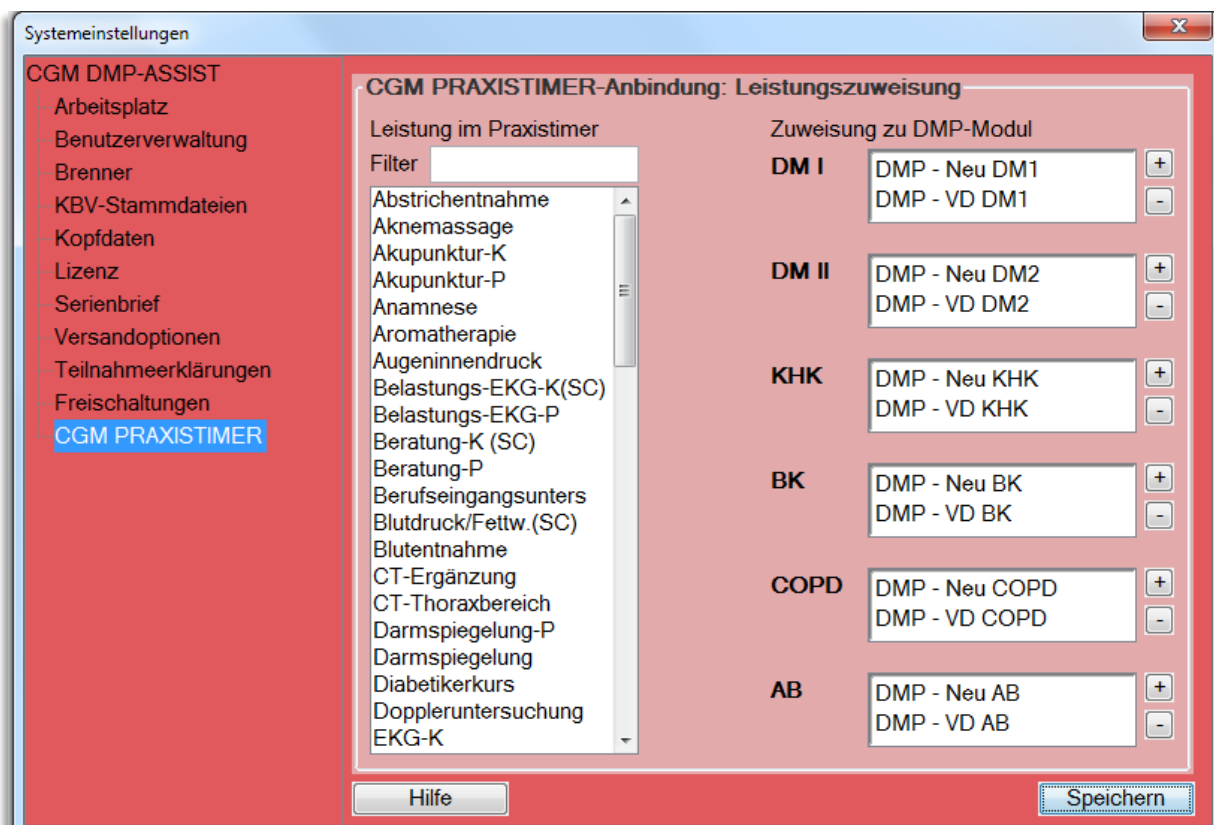 Systemeinstellungen
x
CGM DMP-ASSIST
Arbeitsplatz
Benutzerverwaltung
Brenner
KBV-Stammdateien
Kopfdaten
Lizenz
Serienbrief
Versandoptionen
Teilnahmeerklärungen
Freischaltungen
CGM PRAXISTIMER
CGM PRAXISTIMER-Anbindung: Leistungszuweisung
Leistung im Praxistimer
Filter
Abstrichentnahme
Aknemassage
Akupunktur-K
Akupunktur-P
Anamnese
Aromatherapie
Augeninnendruck
Belastungs-EKG-K(SC)
Belastungs-EKG-P
Beratung-K (SC)
Beratung-P
Berufseingangsunters
Blutdruck/Fettw.(SC)
Blutentnahme
CT-Ergänzung
CT-Thoraxbereich
Darmspiegelung-P
Darmspiegelung
Diabetikerkurs
Doppleruntersuchung
EKG-K
Zuweisung zu DMP-Modul
DM I
DMP - Neu DM1
DMP - VD DM1
+
-
DM II
DMP - Neu DM2
DMP - VD DM2
+
-
KHK
DMP - Neu KHK
DMP - VD KHK
+
-
BK
DMP - Neu BK
DMP - VD BK
+
-
COPD
DMP - Neu COPD
DMP - VD COPD
+
-
AB
DMP - Neu AB
DMP - VD AB
+
-
Hilfe
Speichern